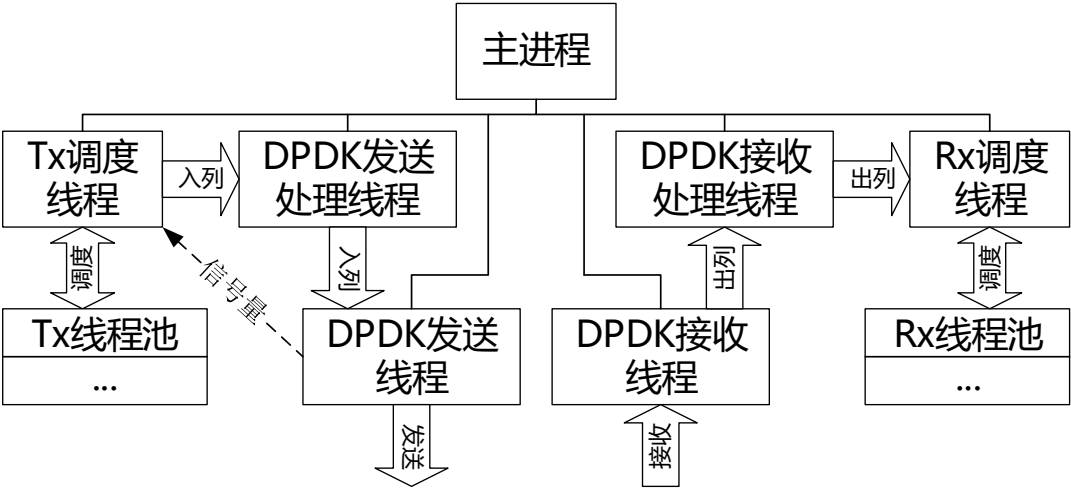 主进程
Tx调度
线程
入列
DPDK发送
处理线程
DPDK接收
处理线程
出列
Rx调度
线程
调度
信号量
入列
出列
调度
Tx线程池
...
DPDK发送
线程
DPDK接收
线程
Rx线程池
...
发送
接收